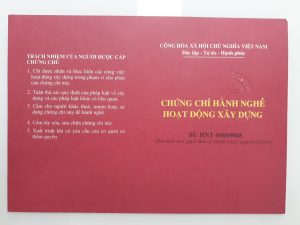 TRÁCH NHIỆM CỦA NGƯỜI ĐƯỢC CẤP
CHỨNG CHỈ:
1. Chỉ được nhận và thực hiện các công việc
hoạt động xây dựng trong phạm vi cho phép
của chứng chỉ này.
2. Tuân thủ các quy định của pháp luật về xây
dựng và các pháp luật khác có liên quan.
3. Cấm cho người khác thuê, mượn hoặc sử
dụng chứng chỉ này để hành nghề.
4. Cấm tẩy xóa, sửa chữa chứng chỉ này.
5. Xuất trình khi có yêu cầu của cơ quan có
thẩm quyền.
CỘNG HÒA XÃ HỘI CHỦ NGHĨA VIỆT NAM
Độc lập - Tự do - Hạnh phúc
CHỨNG CHỈ HÀNH NGHỀ
HOẠT ĐỘNG XÂY DỰNG
Số: HNT-00069868